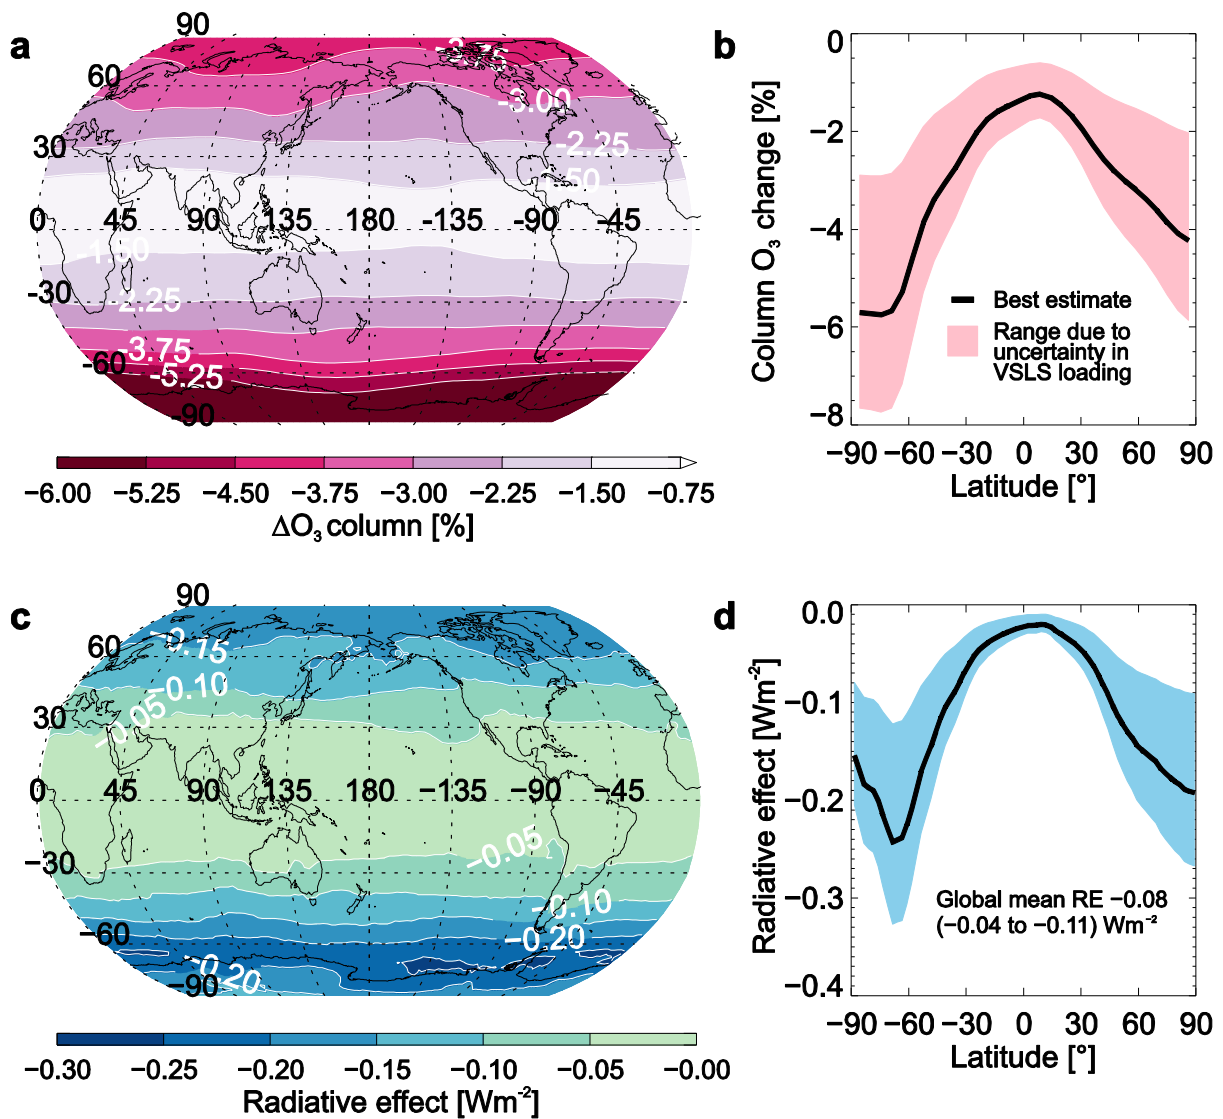 a
90
60
30
0
-30
-60
-90
45
90
135
180
-135
-90
-45
-3.75
-3.00
-2.25
-1.50
-2.25
-3.75
-5.25
−6.00 −5.25 −4.50 −3.75 −3.00 −2.25 −1.50 −0.75
ΔO₃ column [%]
b
0
−2
−4
−6
−8
Column O₃ change [%]
Best estimate
Range due to
uncertainty in
VSLS loading
−90 −60 −30 0 30 60 90
Latitude [°]
c
90
60
30
0
−30
−60
−90
45
90
135
180
−135
−90
−45
−0.15
−0.10
−0.05
−0.05
−0.10
−0.20
−0.20
−0.30 −0.25 −0.20 −0.15 −0.10 −0.05 −0.00
Radiative effect [Wm⁻²]
d
0.0
−0.1
−0.2
−0.3
−0.4
Radiative effect [Wm⁻²]
Global mean RE −0.08
(−0.04 to −0.11) Wm⁻²
−90 −60 −30 0 30 60 90
Latitude [°]